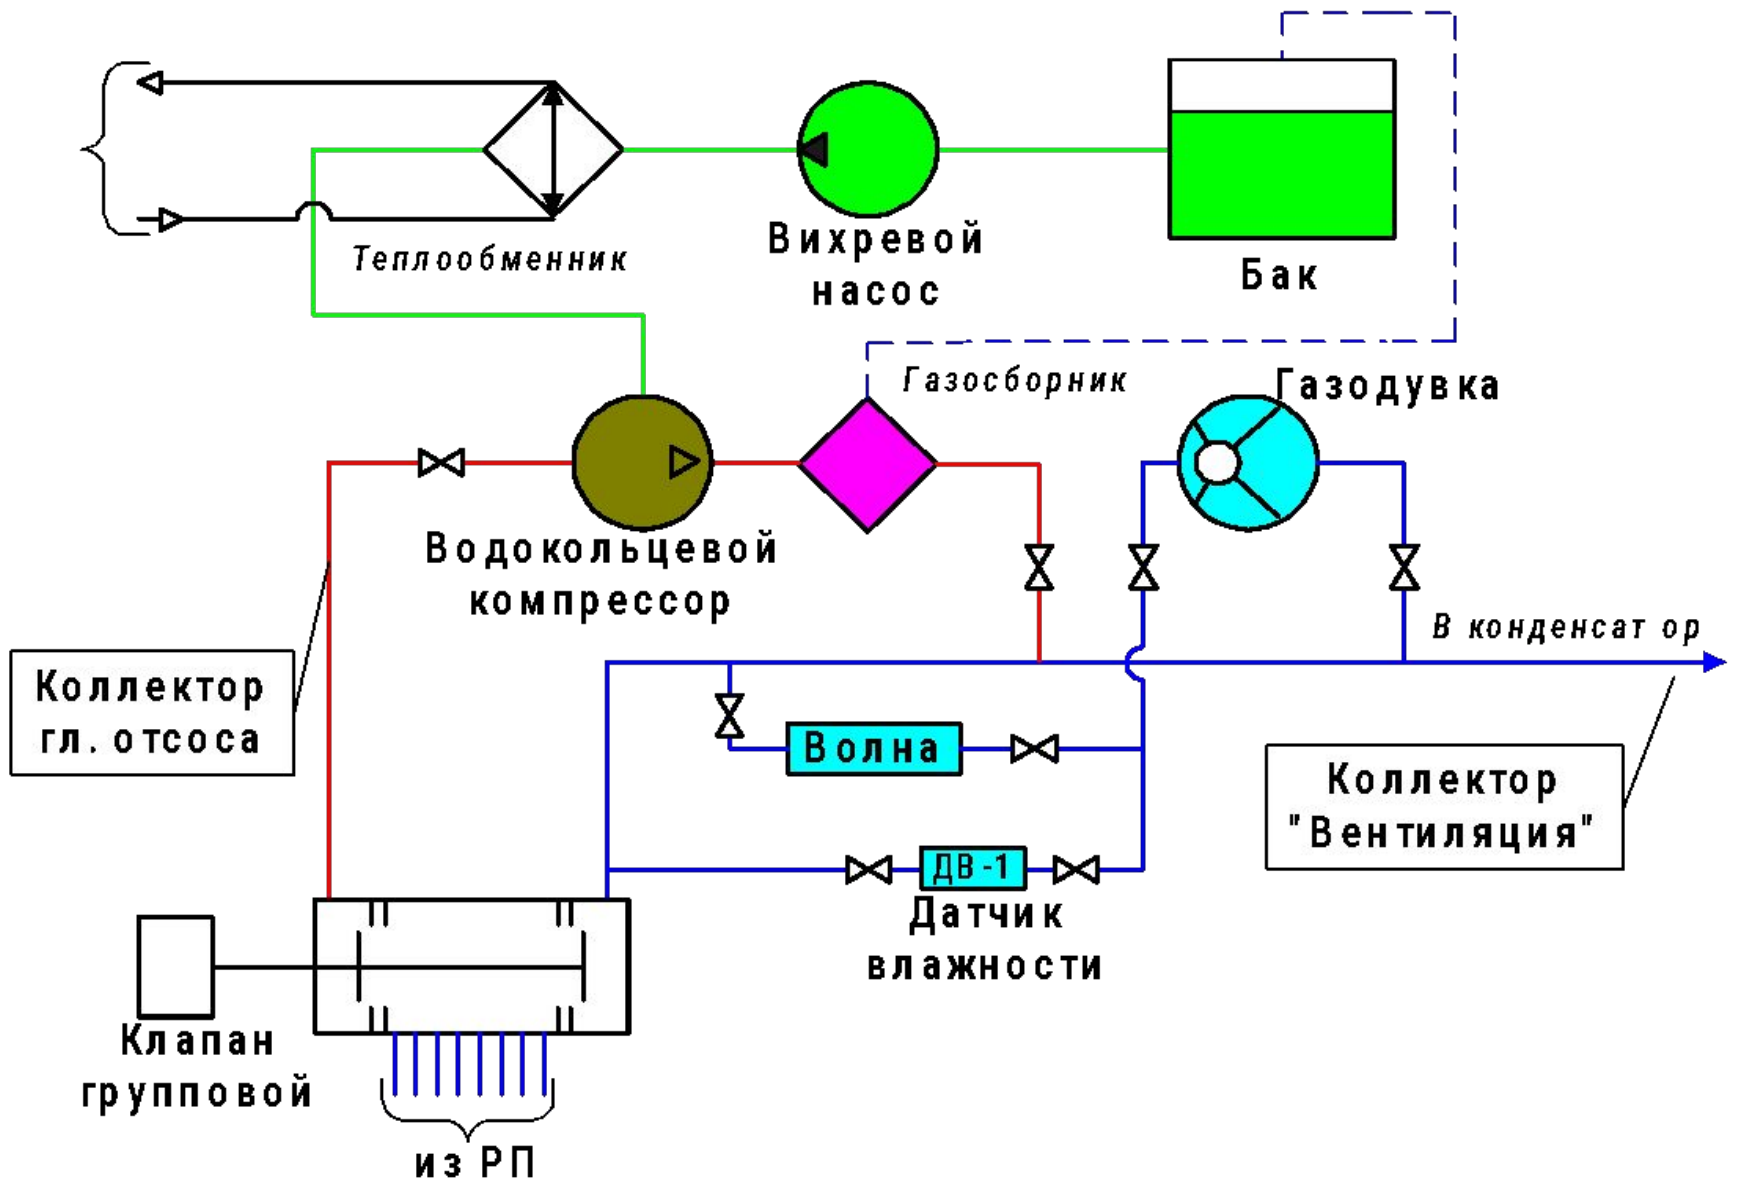 Теплообменник
Вихревой
насос
Бак
Газосборник
Газодувка
Водокольцевой
компрессор
В конденсат ор
Коллектор
гл. отсоса
Волна
Коллектор
"Вентиляция"
ДВ-1
Датчик
влажности
Клапан
групповой
из РП